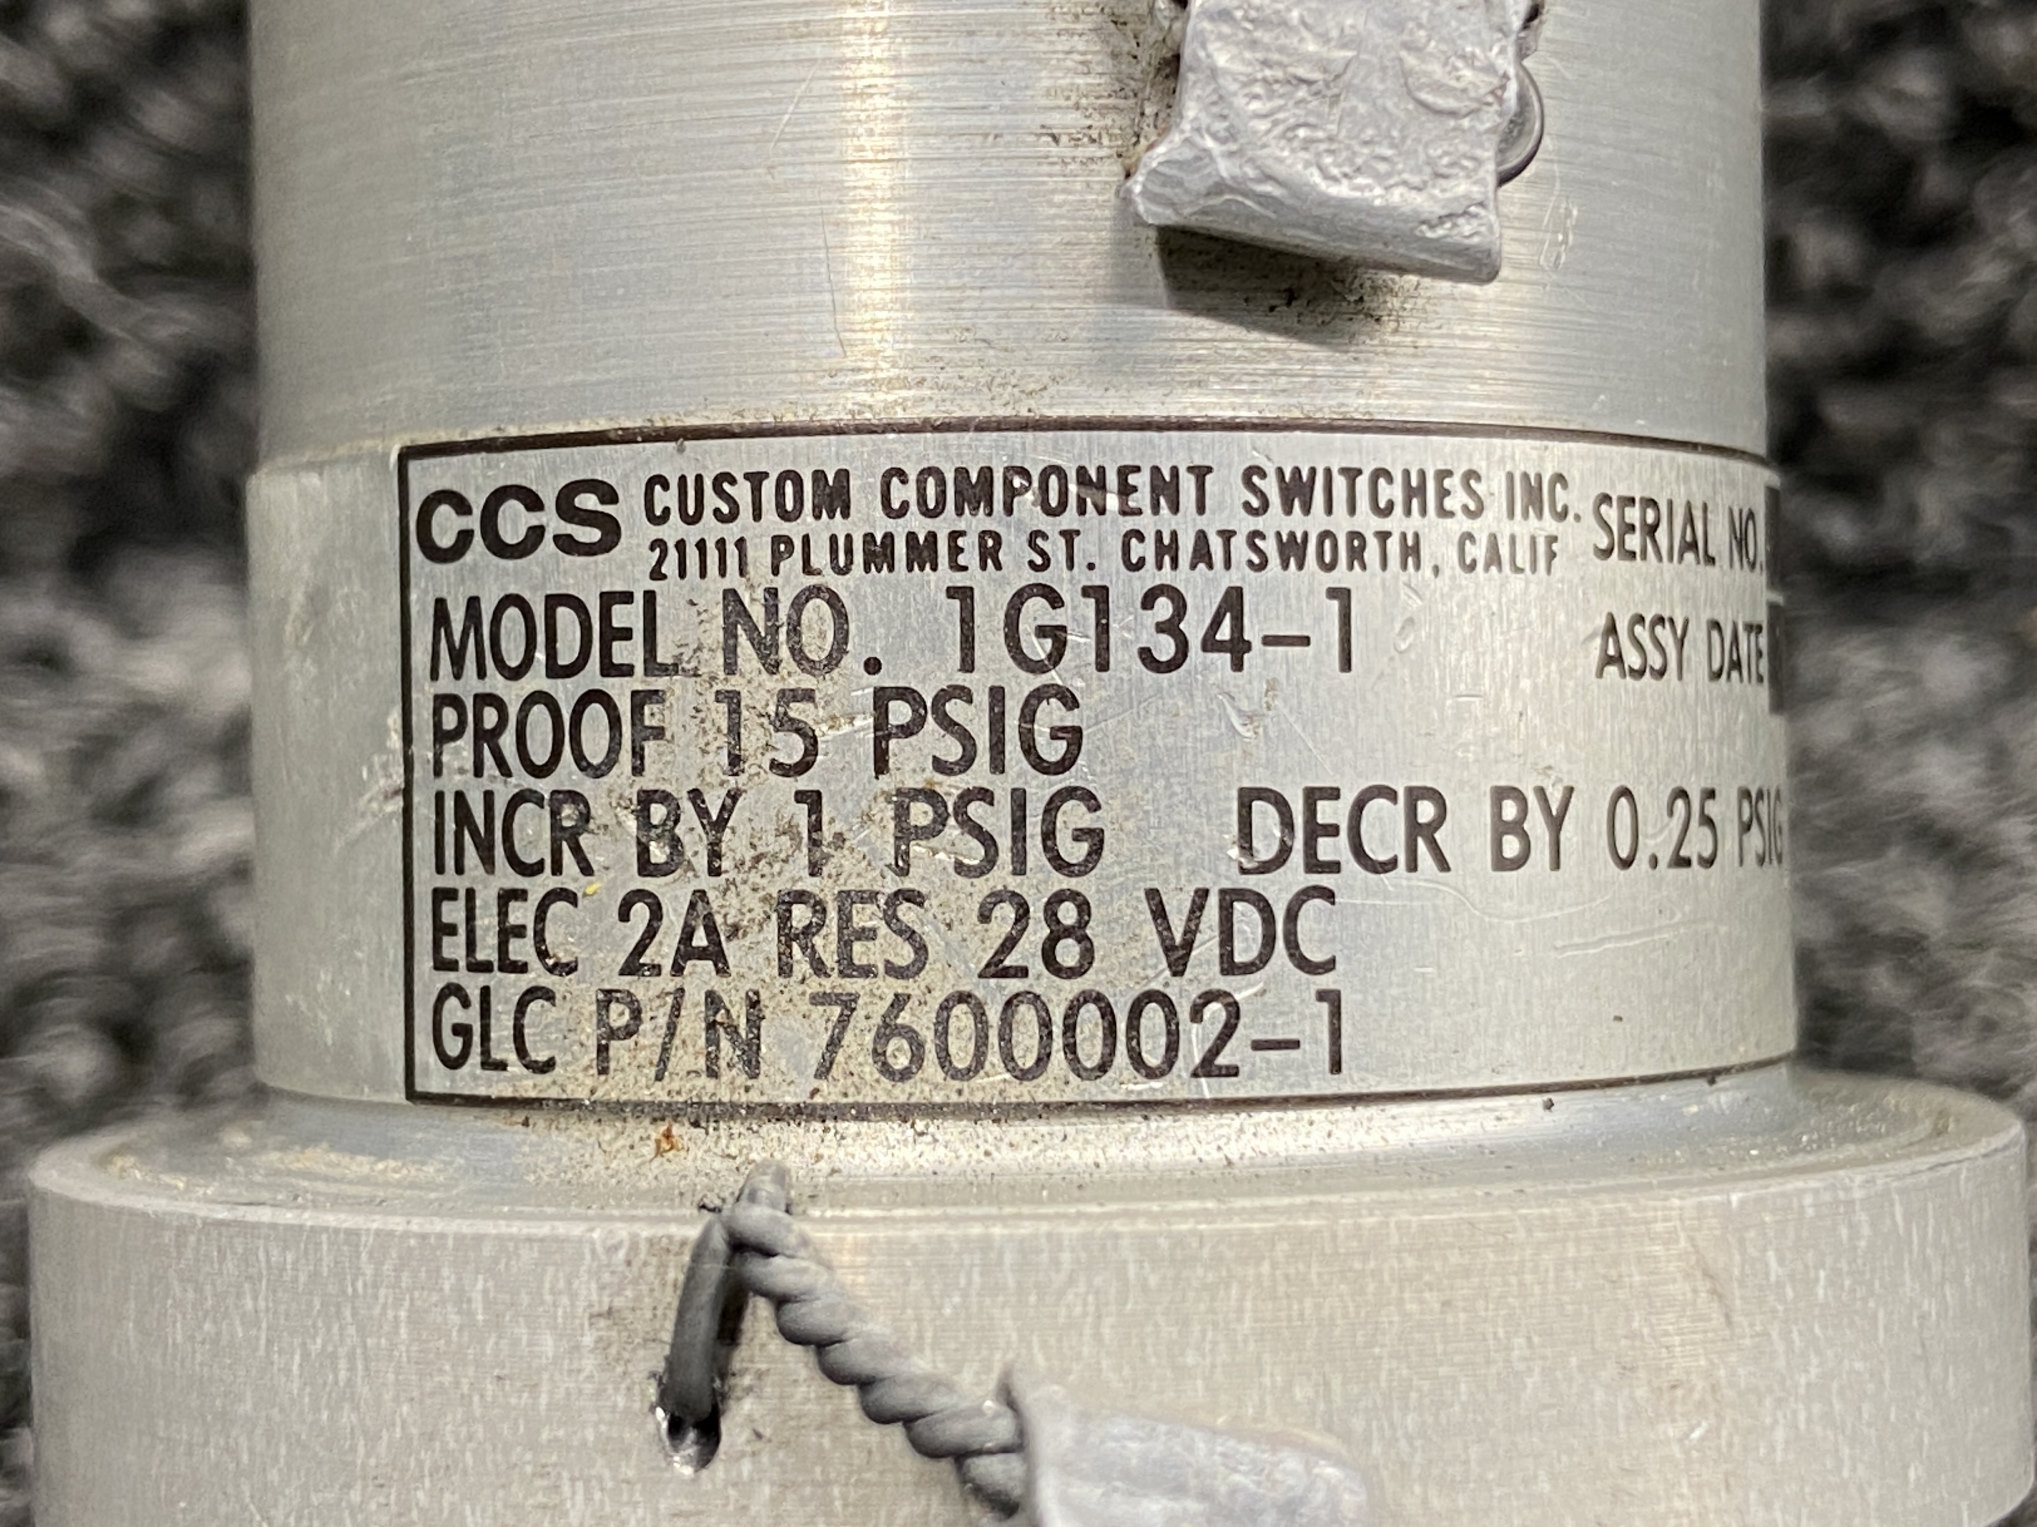 CCS CUSTOM COMPONENT SWITCHES INC.
21111 PLUMMER ST. CHATSWORTH, CALIF
SERIAL NO.
MODEL NO. 1G134-1
ASSY DATE
PROOF 15 PSIG
INCR BY 1 PSIG DECR BY 0.25 PSIG
ELEC 2A RES 28 VDC
GLC P/N 7600002-1